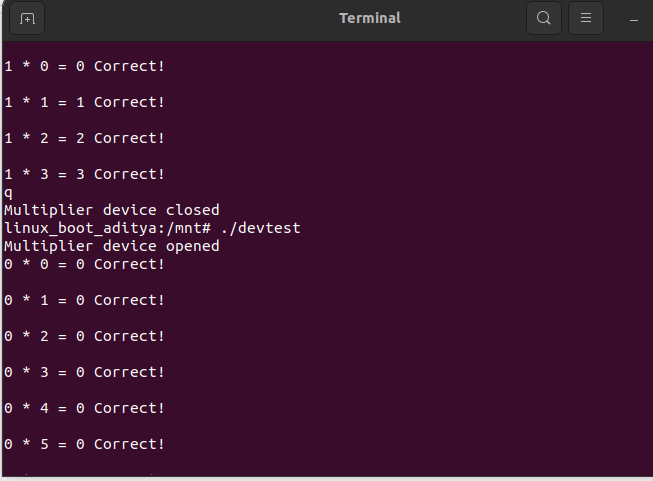 Terminal
1 * 0 = 0 Correct!
1 * 1 = 1 Correct!
1 * 2 = 2 Correct!
1 * 3 = 3 Correct!
q
Multiplier device closed
linux_boot_aditya:/mnt# ./devtest
Multiplier device opened
0 * 0 = 0 Correct!
0 * 1 = 0 Correct!
0 * 2 = 0 Correct!
0 * 3 = 0 Correct!
0 * 4 = 0 Correct!
0 * 5 = 0 Correct!